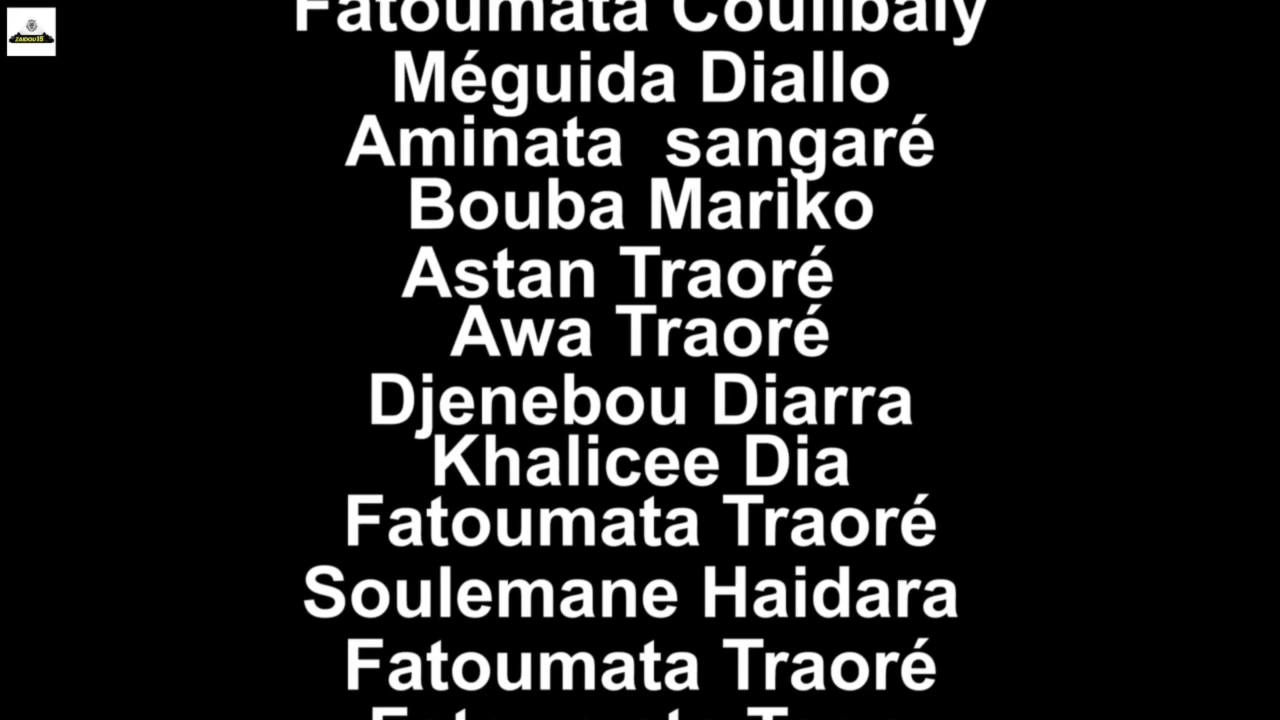 ZAIDOU15
Fatoumata Coulibaly
Méguida Diallo
Aminata  sangaré
Bouba Mariko
Astan Traoré
Awa Traoré
Djenebou Diarra
Khalicee Dia
Fatoumata Traoré
Soulemane Haidara
Fatoumata Traoré